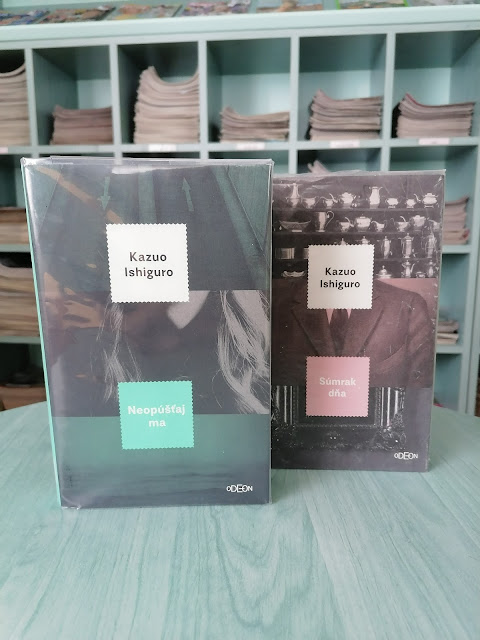 Kazuo
Ishiguro
Neopúšťaj
ma
ODEON
Kazuo
Ishiguro
Súmrak
dňa
ODEON